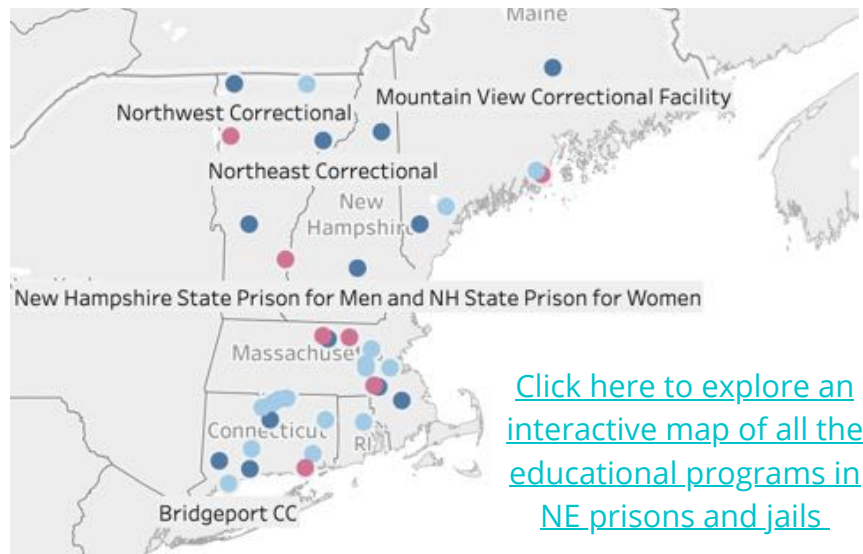 Maine
Mountain View Correctional Facility
Northwest Correctional
Northeast Correctional
New
Hampshire
New Hampshire State Prison for Men and NH State Prison for Women
Massachuse
Connecticut
RI
Bridgeport CC
Click here to explore an
interactive map of all the
educational programs in
NE prisons and jails